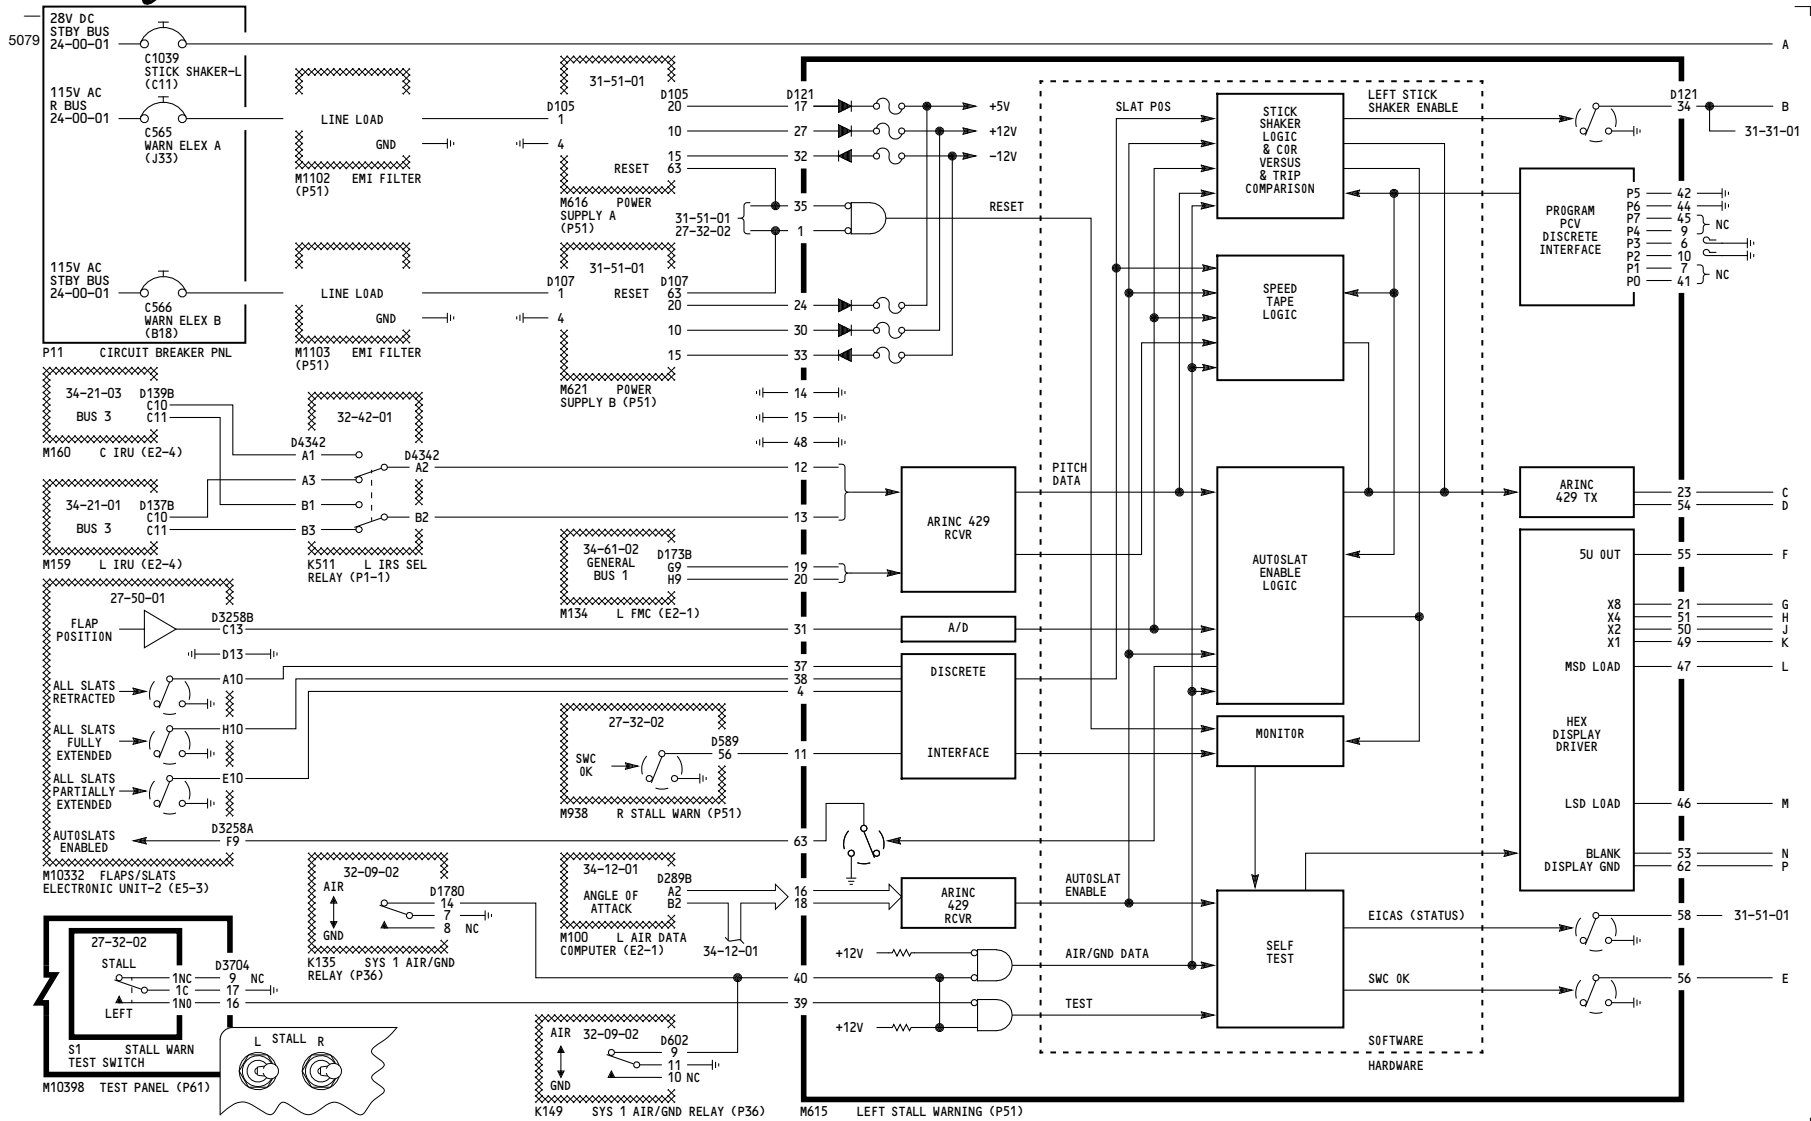 5079
28V DC
STBY BUS
24-00-01
C1039
STICK SHAKER-L
(C11)
115V AC
R BUS
24-00-01
C565
WARN ELEX A
(J33)
115V AC
STBY BUS
24-00-01
C566
WARN ELEX B
(B18)
P11 CIRCUIT BREAKER PNL
LINE LOAD
GND
M1102 EMI FILTER
(P51)
LINE LOAD
GND
M1103 EMI FILTER
(P51)
31-51-01
D105
1
4
D105
20
10
15
RESET 63
M616 POWER
SUPPLY A
(P51)
31-51-01
D107
1
4
D107
RESET 63
20
10
15
M621 POWER
SUPPLY B (P51)
31-51-01
27-32-02
D121
17
27
32
35
1
24
30
33
14
15
48
12
13
19
20
31
37
38
4
11
63
16
18
40
39
+5V
+12V
-12V
RESET
34-21-03
BUS 3
D139B
C10
C11
M160 C IRU (E2-4)
34-21-01
BUS 3
D137B
C10
C11
M159 L IRU (E2-4)
32-42-01
D4342
A1
A3
B1
B3
D4342
A2
B2
K511 L IRS SEL
RELAY (P1-1)
34-61-02
GENERAL
BUS 1
D173B
G9
H9
M134 L FMC (E2-1)
27-50-01
FLAP
POSITION
D3258B
C13
D13
ALL SLATS
RETRACTED
A10
ALL SLATS
FULLY
EXTENDED
H10
ALL SLATS
PARTIALLY
EXTENDED
E10
AUTOSLATS
ENABLED
D3258A
F9
M10332 FLAPS/SLATS
ELECTRONIC UNIT-2 (E5-3)
27-32-02
SWC
OK
D589
56
M938 R STALL WARN (P51)
32-09-02
AIR
GND
D1780
14
7
8 NC
K135 SYS 1 AIR/GND
RELAY (P36)
34-12-01
ANGLE OF
ATTACK
D289B
A2
B2
M100 L AIR DATA
COMPUTER (E2-1)
34-12-01
27-32-02
STALL
LEFT
1NC
1C
1NO
D3704
9 NC
17
16
S1 STALL WARN
TEST SWITCH
M10398 TEST PANEL (P61)
L STALL R
AIR
GND
32-09-02
D602
9
11
10 NC
K149 SYS 1 AIR/GND RELAY (P36)
ARINC 429
RCVR
A/D
DISCRETE
INTERFACE
ARINC
429
RCVR
+12V
+12V
SLAT POS
PITCH
DATA
AUTOSLAT
ENABLE
AIR/GND DATA
TEST
STICK
SHAKER
LOGIC
& COR
VERSUS
& TRIP
COMPARISON
SPEED
TAPE
LOGIC
AUTOSLAT
ENABLE
LOGIC
MONITOR
SELF
TEST
LEFT STICK
SHAKER ENABLE
EICAS (STATUS)
SWC OK
SOFTWARE
HARDWARE
PROGRAM
PCV
DISCRETE
INTERFACE
P5 42
P6 44
P7 45
P4 9
NC
P3 6
P2 10
P1 7
P0 41
NC
ARINC
429 TX
HEX
DISPLAY
DRIVER
5U OUT
X8
X4
X2
X1
MSD LOAD
LSD LOAD
BLANK
DISPLAY GND
D121
34
31-31-01
23
54
55
21
51
50
49
47
46
53
62
58
31-51-01
56
A
B
C
D
F
G
H
J
K
L
M
N
P
E
M615 LEFT STALL WARNING (P51)